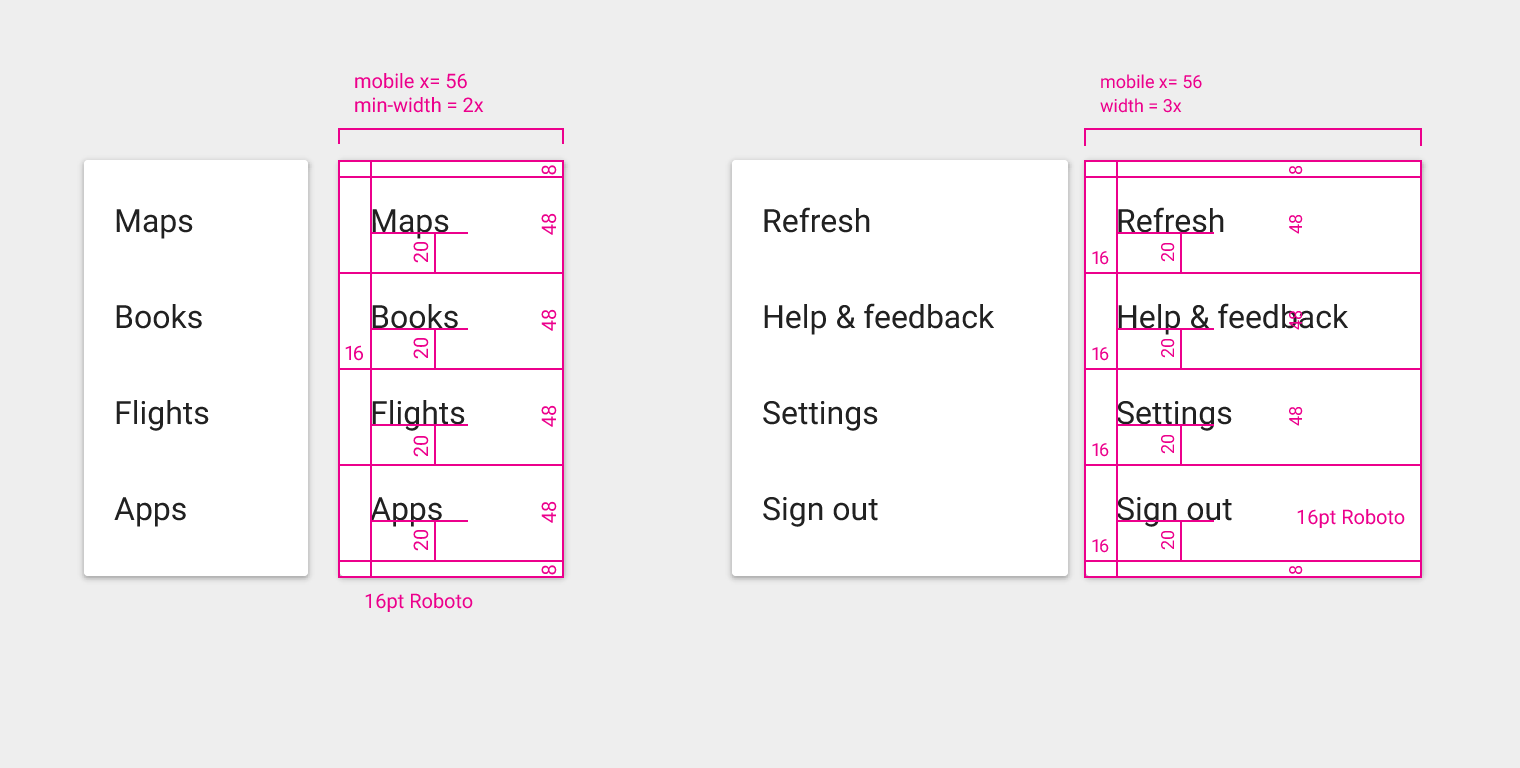 mobile x= 56
min-width = 2x
mobile x= 56
width = 3x
Maps
Books
Flights
Apps
8
Maps
48
20
Books
48
16
20
Flights
48
20
Apps
48
20
8
16pt Roboto
Refresh
Help & feedback
Settings
Sign out
8
Refresh
48
16
20
Help & feedback
48
16
20
Settings
48
16
20
Sign out
16pt Roboto
16
20
8